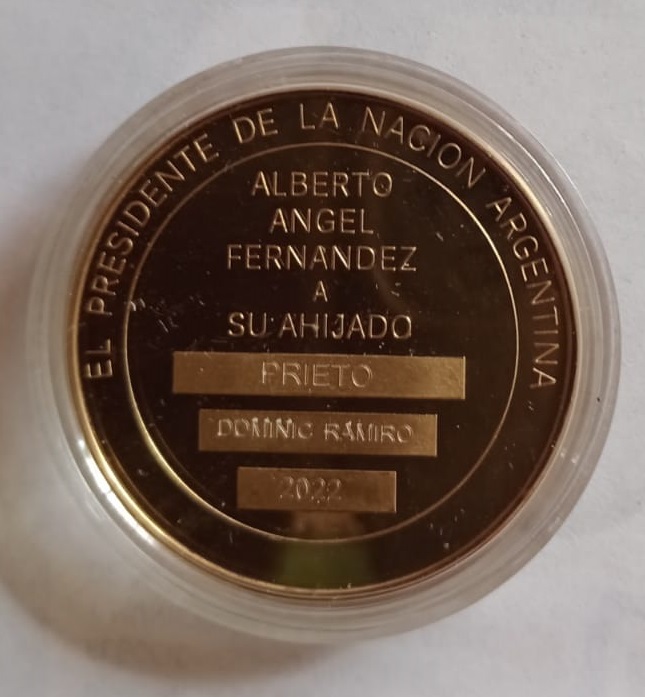 EL PRESIDENTE DE LA NACION ARGENTINA
ALBERTO
ANGEL
FERNANDEZ
A
SU AHIJADO
PRIETO
DOMINIC RAMIRO
2022